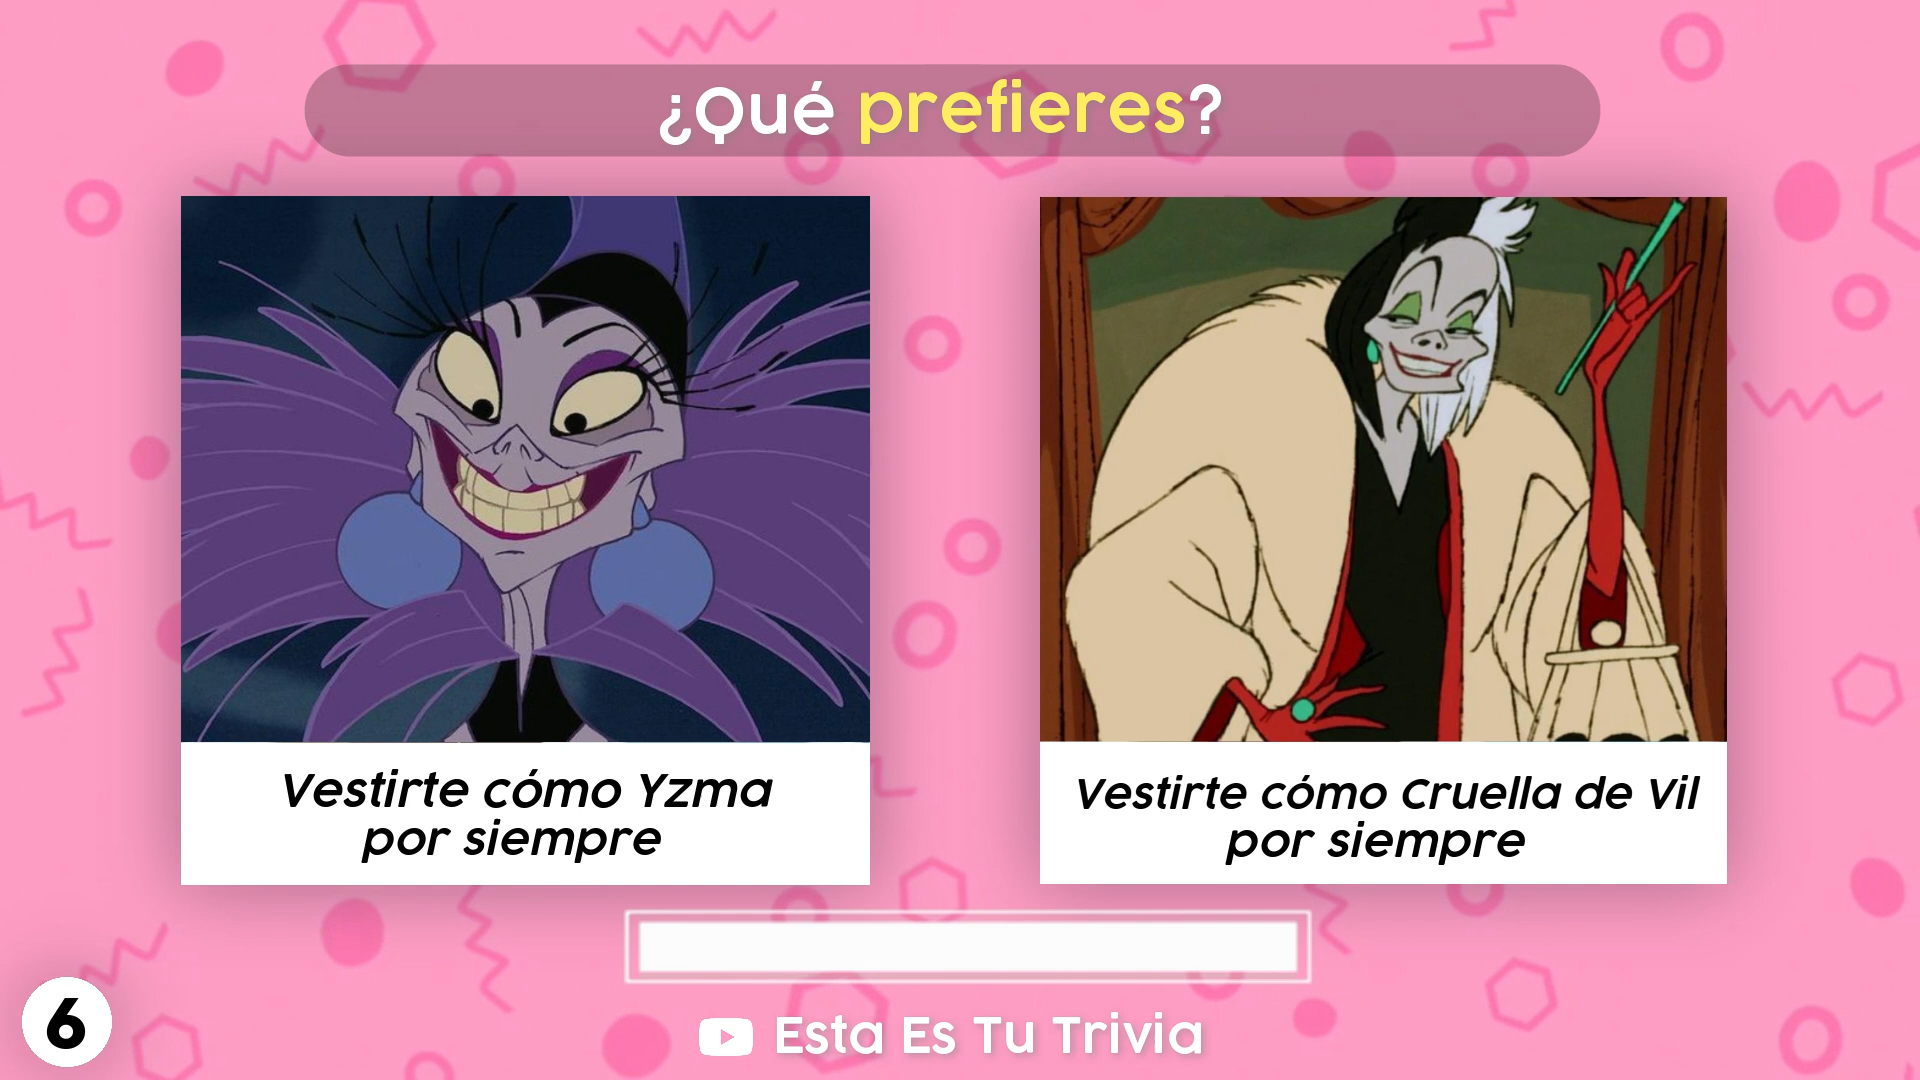 ¿Qué prefieres?
Vestirte cómo Yzma
por siempre
Vestirte cómo Cruella de Vil
por siempre
6
Esta Es Tu Trivia